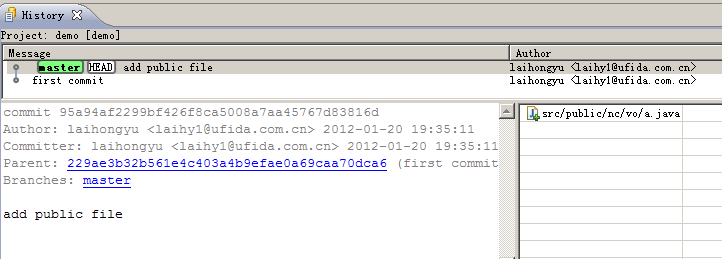 History
Project: demo [demo]
Message Author
master HEAD add public file laihongyu <laihy1@ufida.com.cn>
first commit laihongyu <laihy1@ufida.com.cn>
commit 95a94af2299bf426f8ca5008a7aa45767d83816d
Author: laihongyu <laihy1@ufida.com.cn> 2012-01-20 19:35:11
Committer: laihongyu <laihy1@ufida.com.cn> 2012-01-20 19:35:11
Parent: 229ae3b32b561e4c403a4b9efae0a69caa70dca6 (first commit
Branches: master
add public file
src/public/nc/vo/a.java